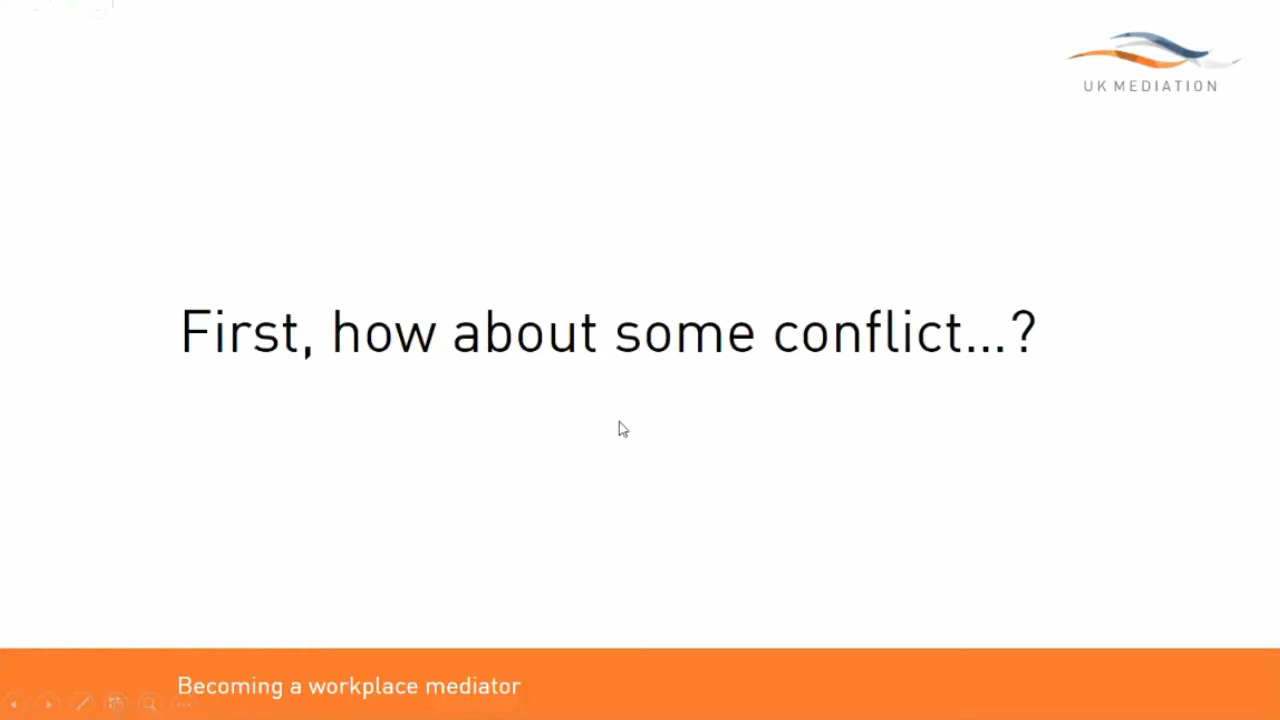 UK MEDIATION
First, how about some conflict...?
Becoming a workplace mediator